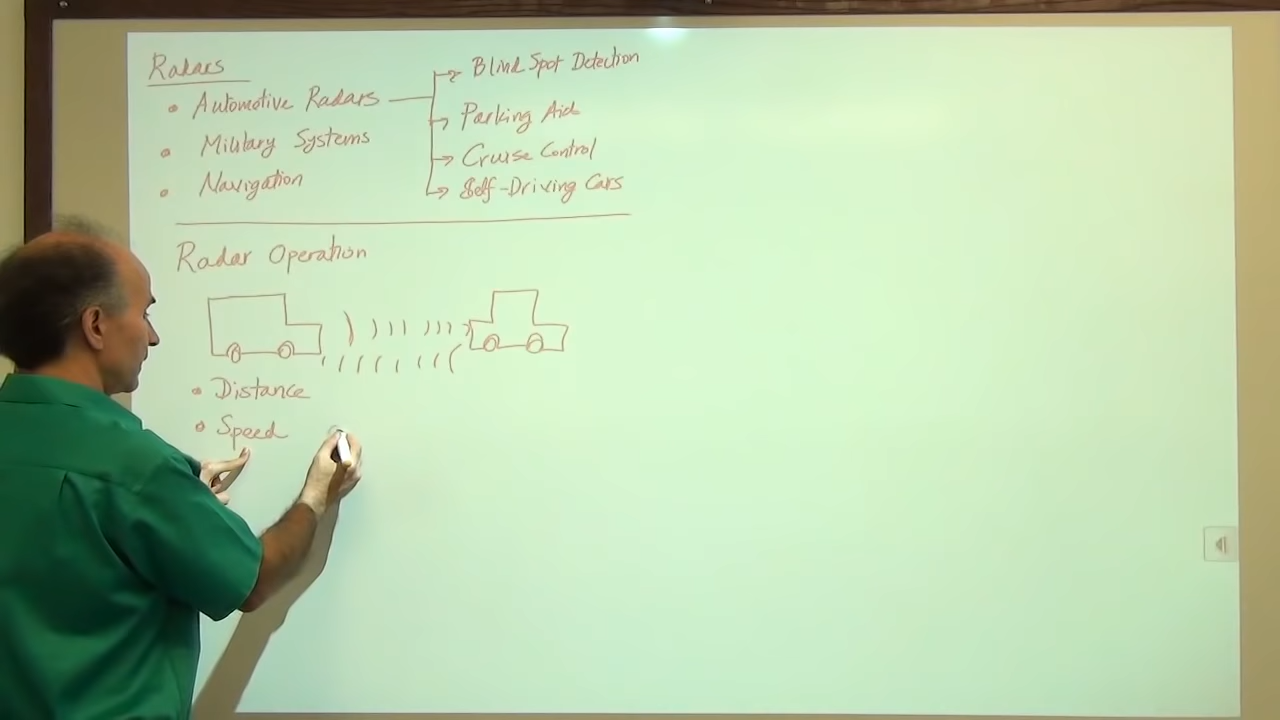 Radars
• Automotive Radars
Blind Spot Detection
Parking Aid
Cruise Control
Self-Driving Cars
• Military Systems
• Navigation
Radar Operation
• Distance
• Speed